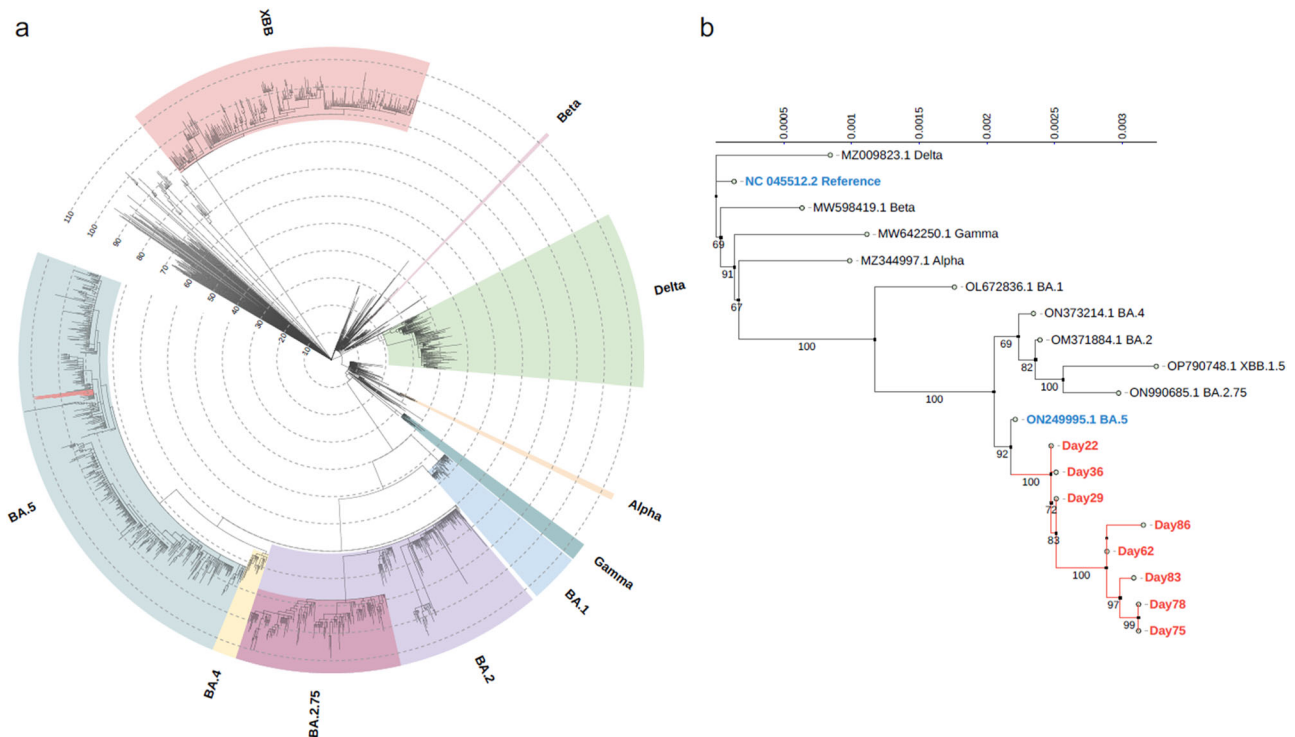 a
XBB
Beta
Delta
Alpha
Gamma
BA.1
BA.2
BA.2.75
BA.4
BA.5
110
100
90
80
70
60
50
40
30
20
10
b
0.0005
0.001
0.0015
0.002
0.0025
0.003
MZ009823.1 Delta
NC 045512.2 Reference
MW598419.1 Beta
69
MW642250.1 Gamma
91
MZ344997.1 Alpha
67
OL672836.1 BA.1
100
ON373214.1 BA.4
69
OM371884.1 BA.2
82
OP790748.1 XBB.1.5
100
ON990685.1 BA.2.75
100
ON249995.1 BA.5
92
Day22
100
Day36
Day29
72
Day86
83
Day62
100
Day83
97
Day78
99
Day75